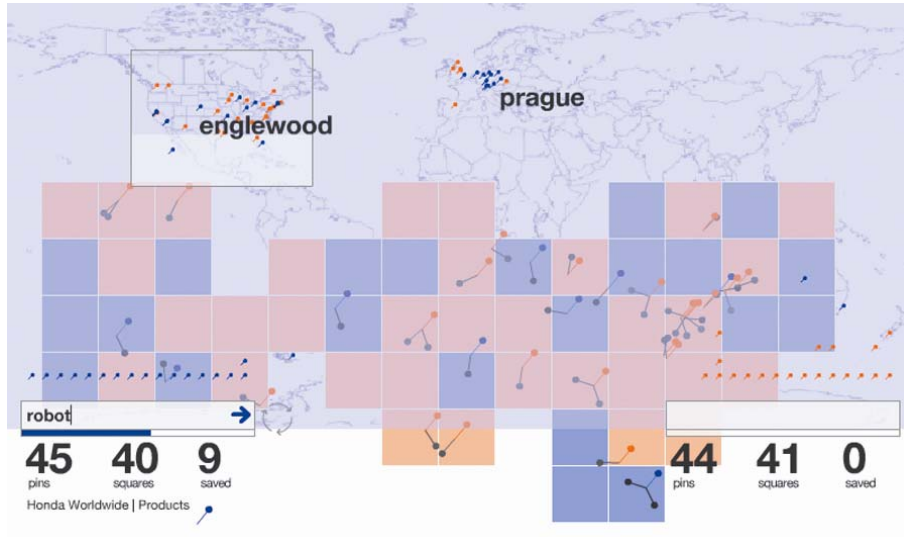 prague
englewood
robot
45 40 9
pins squares saved
Honda Worldwide | Products
44 41 0
pins squares saved